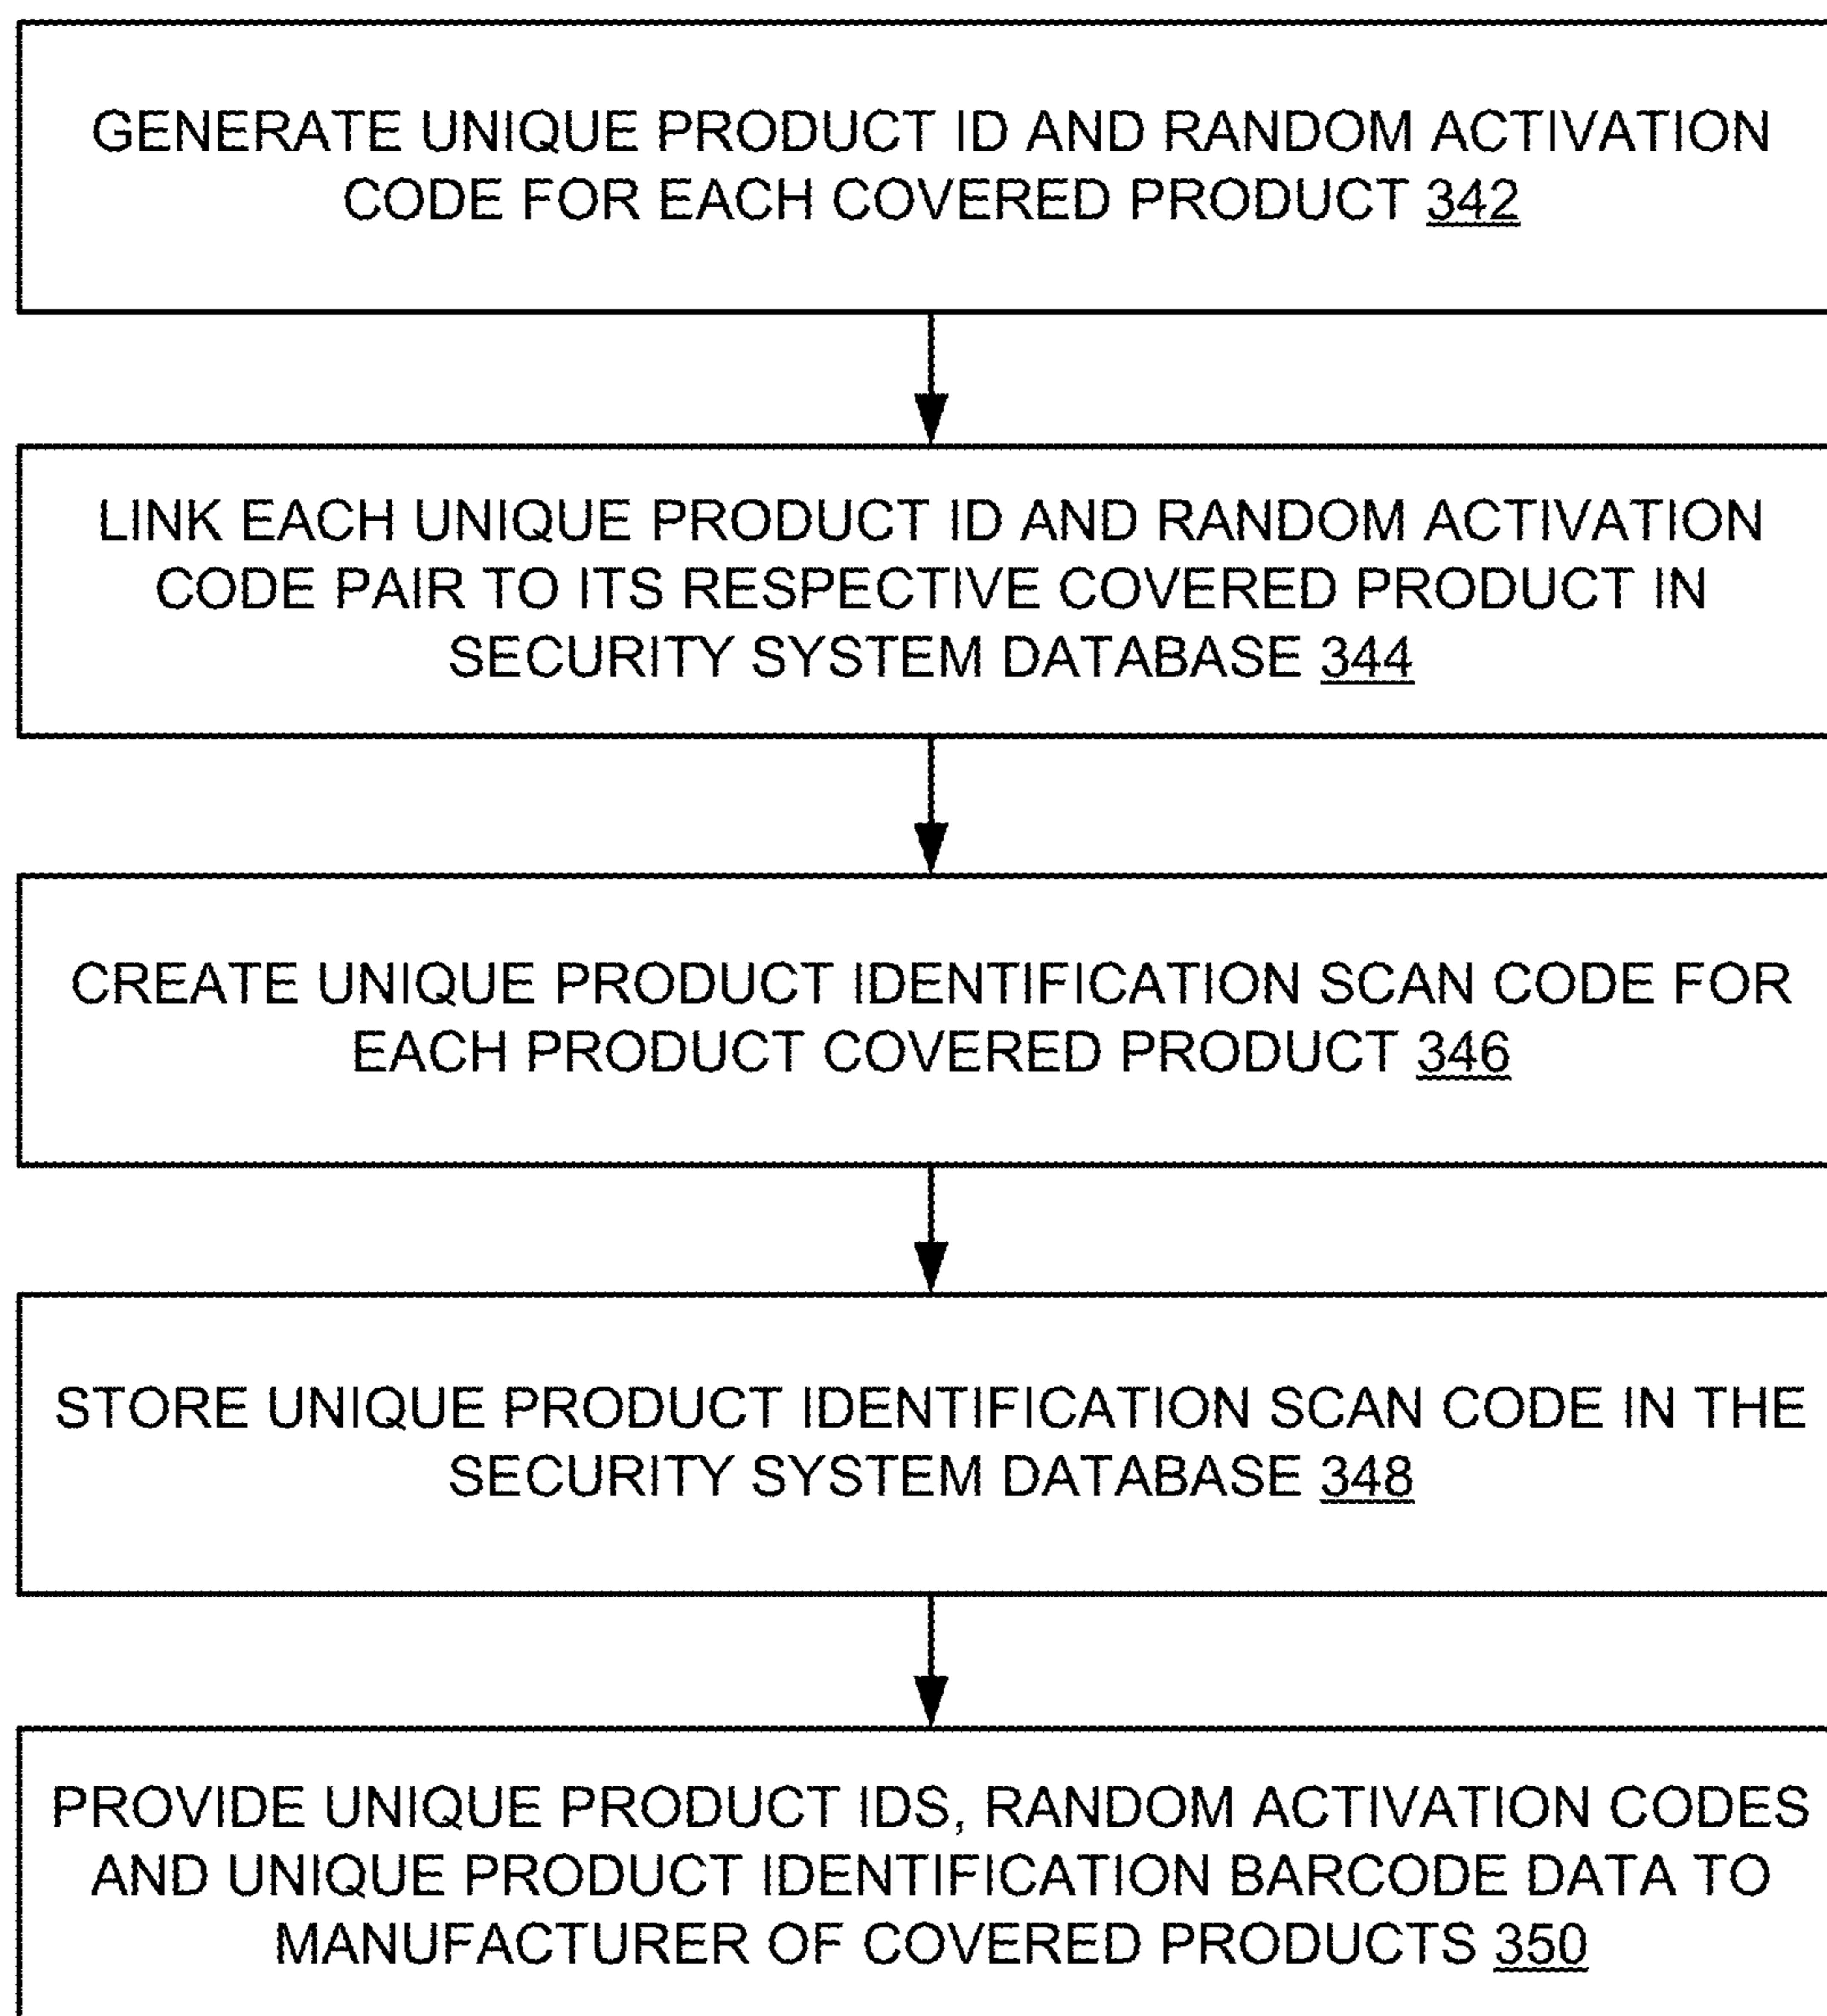 GENERATE UNIQUE PRODUCT ID AND RANDOM ACTIVATION
CODE FOR EACH COVERED PRODUCT 342
LINK EACH UNIQUE PRODUCT ID AND RANDOM ACTIVATION
CODE PAIR TO ITS RESPECTIVE COVERED PRODUCT IN
SECURITY SYSTEM DATABASE 344
CREATE UNIQUE PRODUCT IDENTIFICATION SCAN CODE FOR
EACH PRODUCT COVERED PRODUCT 346
STORE UNIQUE PRODUCT IDENTIFICATION SCAN CODE IN THE
SECURITY SYSTEM DATABASE 348
PROVIDE UNIQUE PRODUCT IDS, RANDOM ACTIVATION CODES
AND UNIQUE PRODUCT IDENTIFICATION BARCODE DATA TO
MANUFACTURER OF COVERED PRODUCTS 350